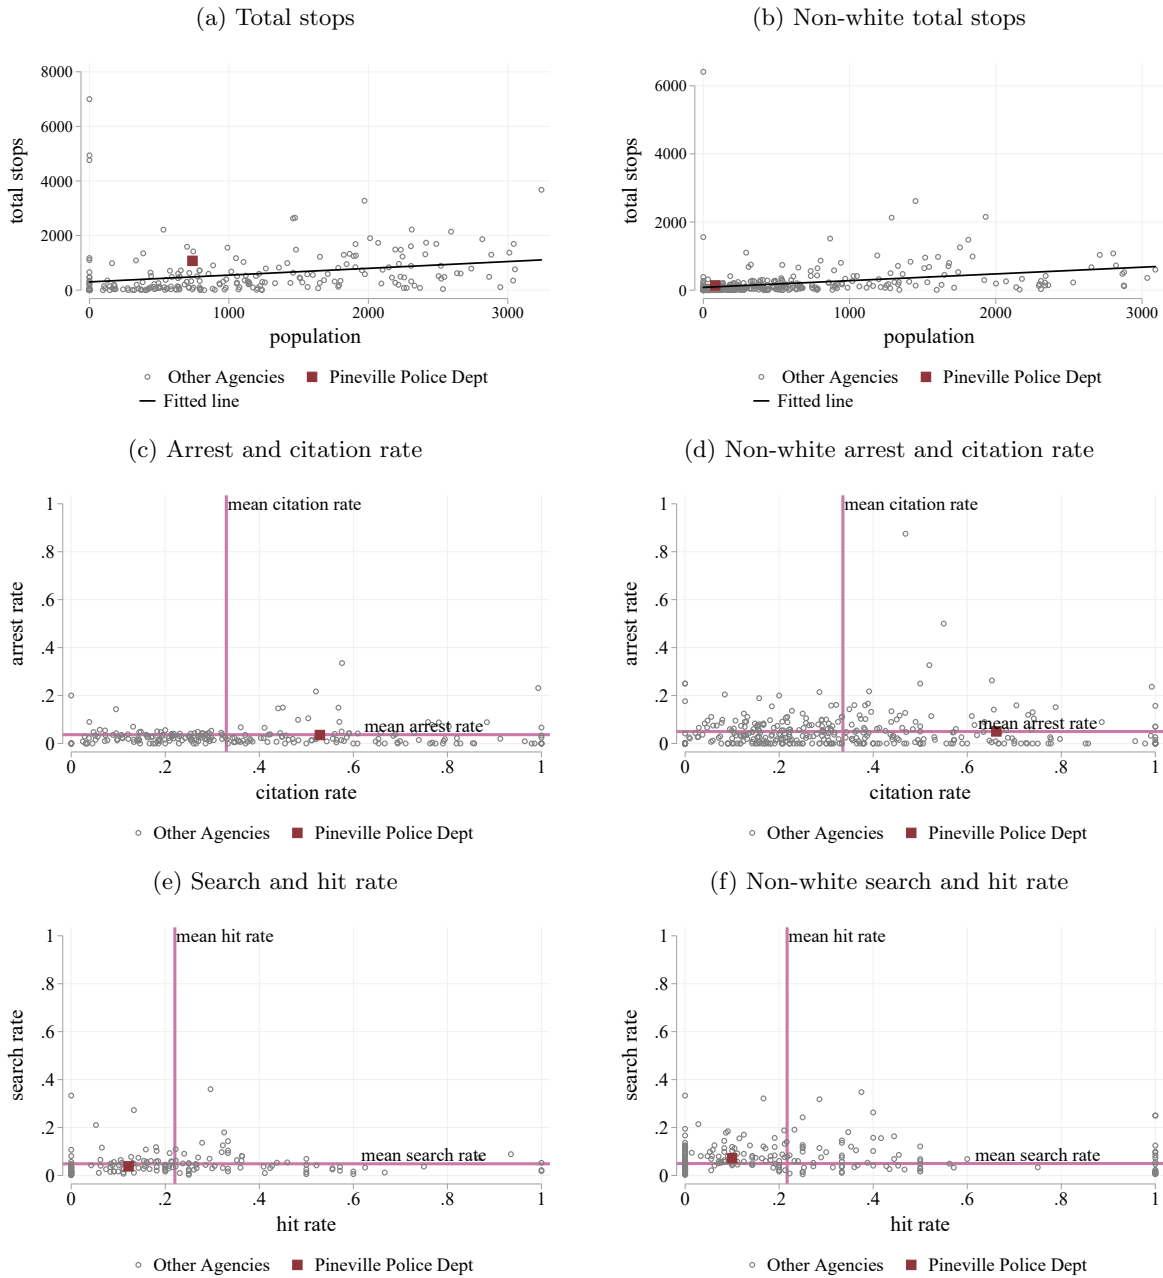 (a) Total stops
(b) Non-white total stops
8000
6000
4000
2000
0
total stops
0
1000
2000
3000
population
Other Agencies
Pineville Police Dept
Fitted line
6000
4000
2000
0
total stops
0
1000
2000
3000
population
Other Agencies
Pineville Police Dept
Fitted line
(c) Arrest and citation rate
(d) Non-white arrest and citation rate
1
.8
.6
.4
.2
0
arrest rate
mean citation rate
mean arrest rate
0
.2
.4
.6
.8
1
citation rate
Other Agencies
Pineville Police Dept
1
.8
.6
.4
.2
0
arrest rate
mean citation rate
mean arrest rate
0
.2
.4
.6
.8
1
citation rate
Other Agencies
Pineville Police Dept
(e) Search and hit rate
(f) Non-white search and hit rate
1
.8
.6
.4
.2
0
search rate
mean hit rate
mean search rate
0
.2
.4
.6
.8
1
hit rate
Other Agencies
Pineville Police Dept
1
.8
.6
.4
.2
0
search rate
mean hit rate
mean search rate
0
.2
.4
.6
.8
1
hit rate
Other Agencies
Pineville Police Dept